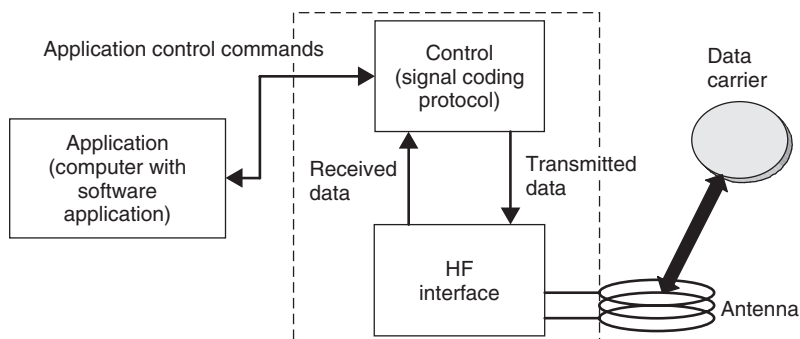 Application control commands
Control
(signal coding
protocol)
Data
carrier
Application
(computer with
software
application)
Received
data
Transmitted
data
HF
interface
Antenna